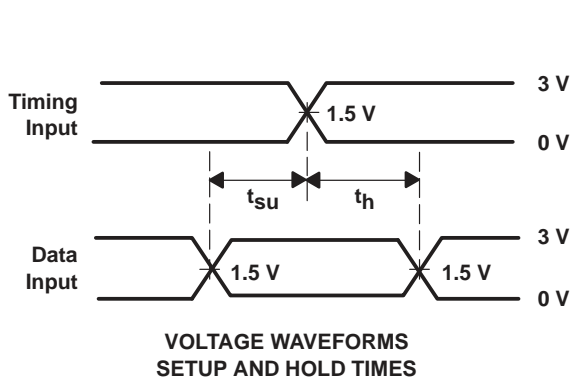 3 V
Timing
Input
1.5 V
0 V
tsu
th
3 V
Data
Input
1.5 V
1.5 V
0 V
VOLTAGE WAVEFORMS
SETUP AND HOLD TIMES